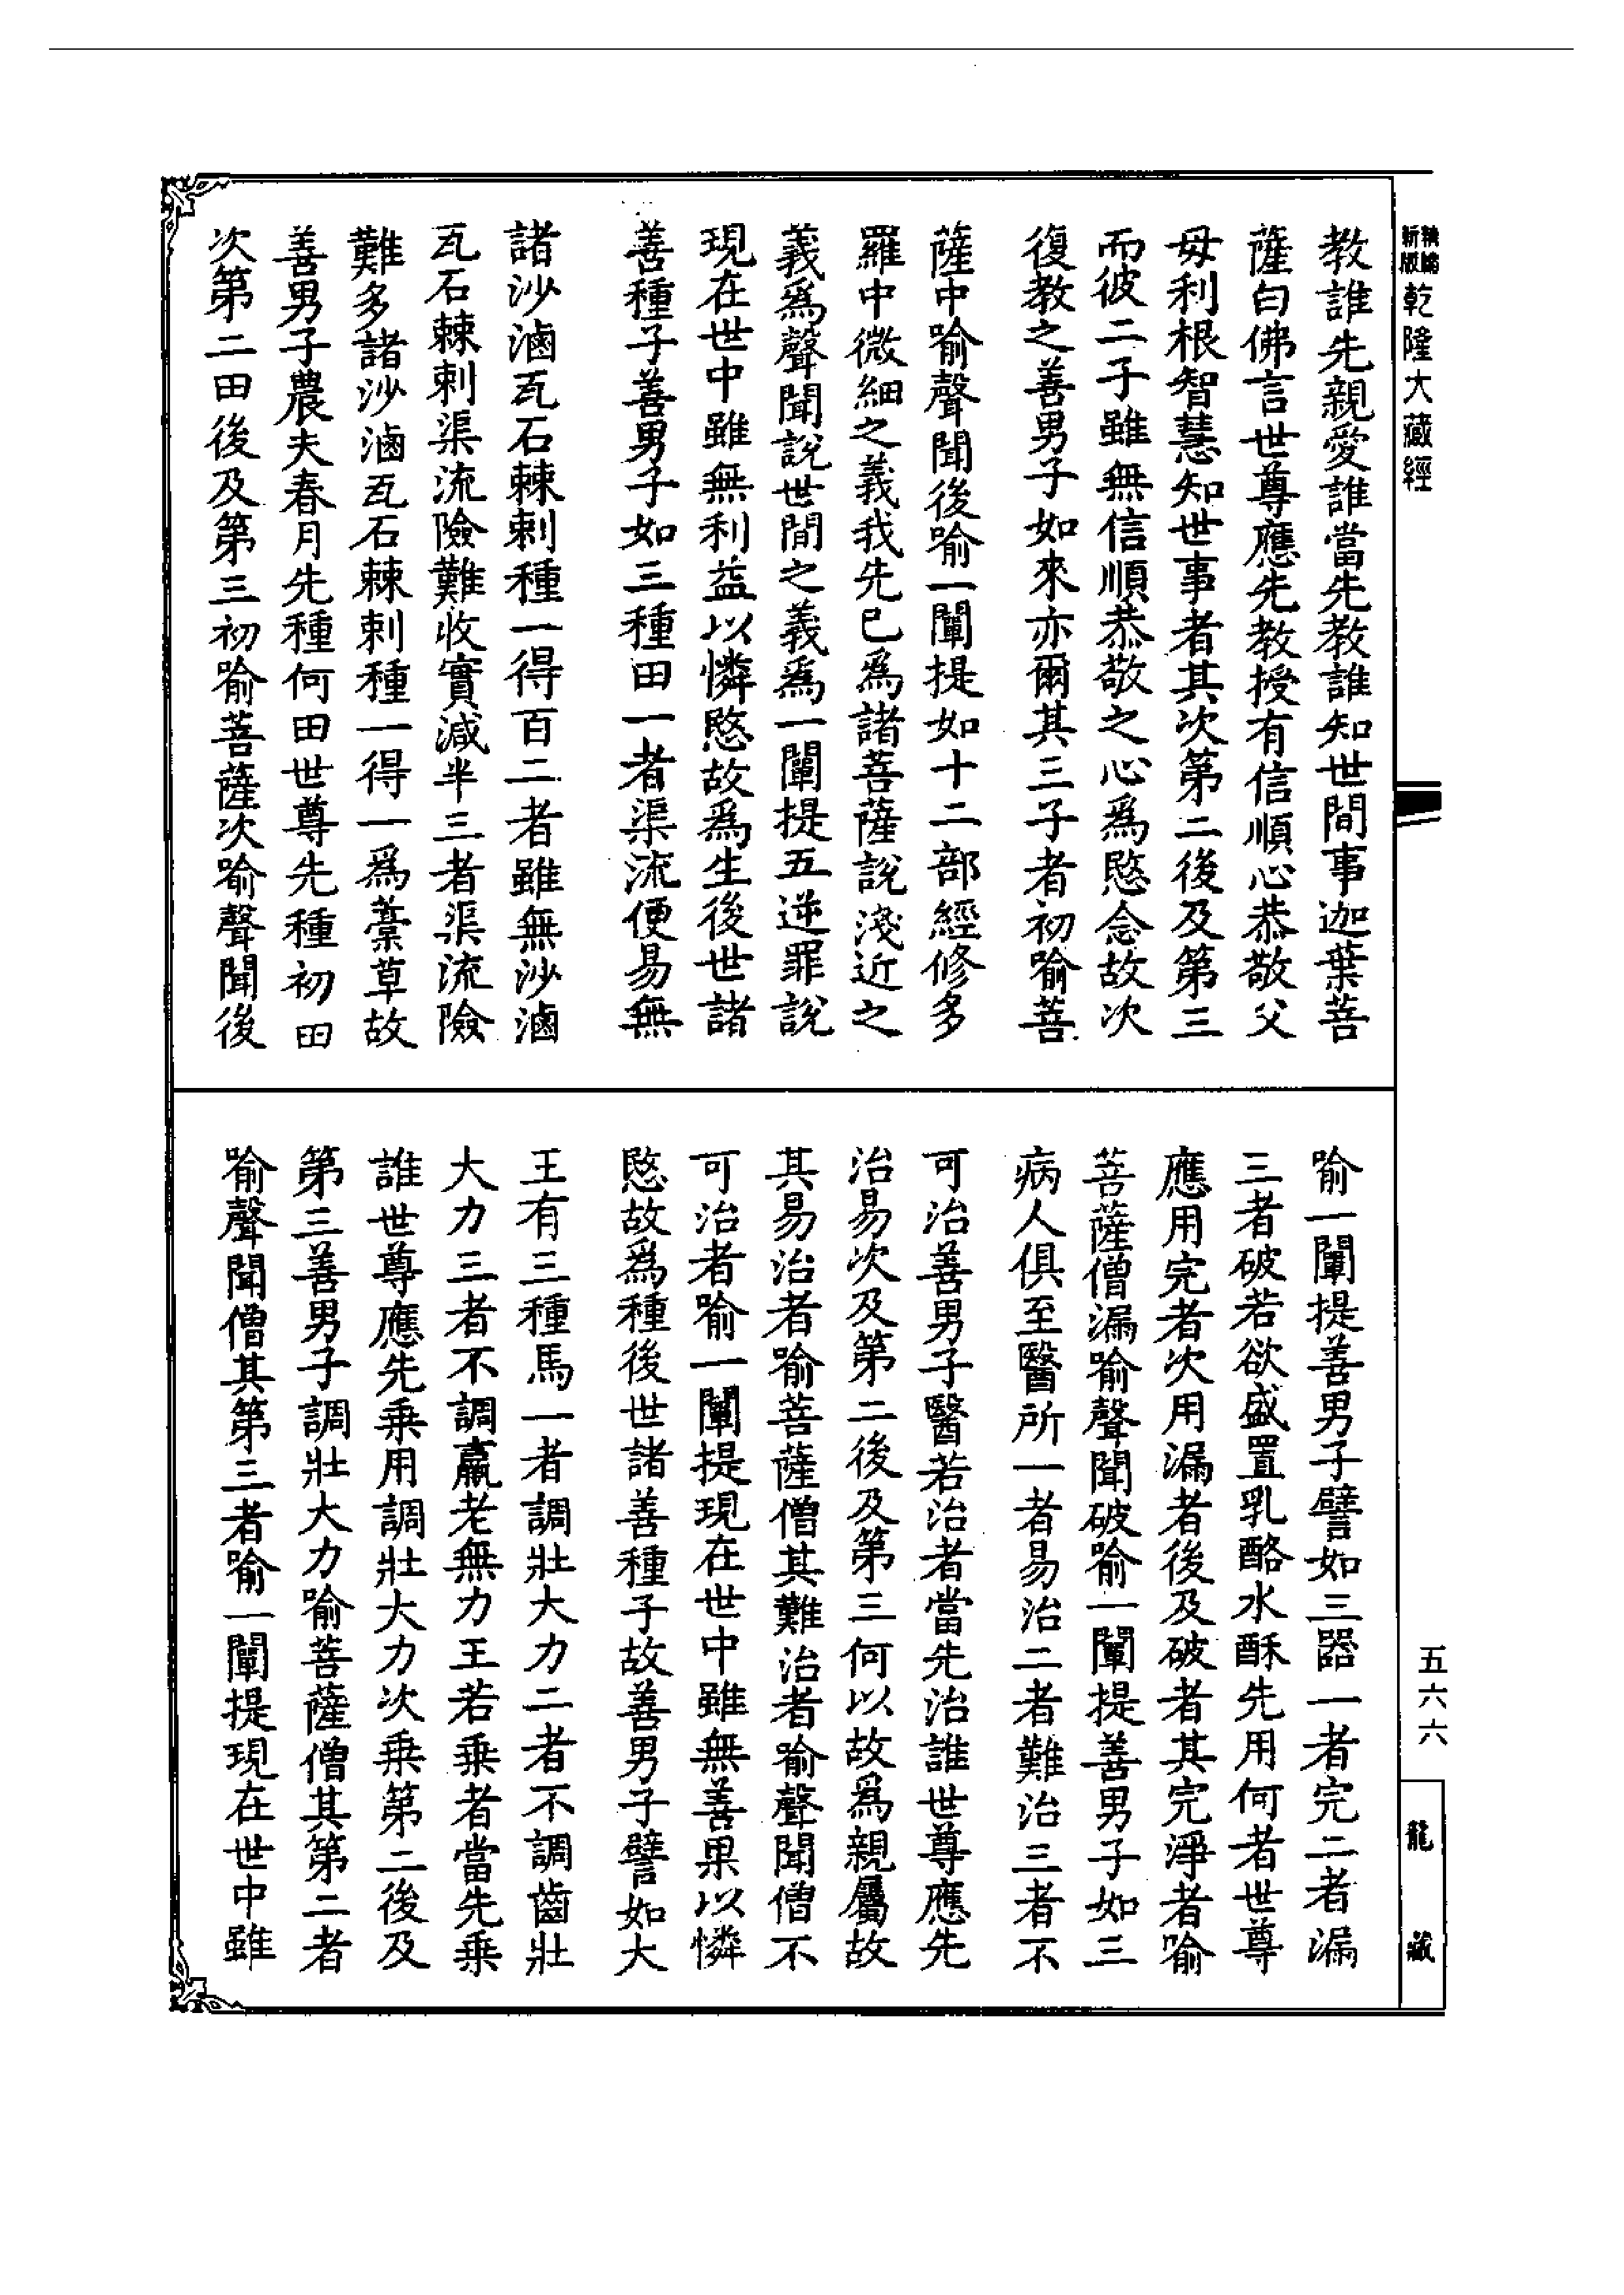 新版
乾隆大藏經
教誰先親愛誰當先教誰知世間事迦葉菩
薩白佛言世尊應先教授有信順心恭敬父
母利根智慧知世事者其次第二後及第三
而彼二子雖無信順恭敬之心爲愍念故次
復教之善男子如來亦爾其三子者初喻菩
薩中喻聲聞後喻一闡提如十二部經修多
羅中微細之義我先已爲諸菩薩說淺近之
義爲聲聞說世間之義爲一闡提五逆罪說
現在世中雖無利益以憐愍故爲生後世諸
善種子善男子如三種田一者渠流便易無
諸沙滷瓦石棘刺種一得百二者雖無沙滷
瓦石棘刺渠流險難收實減半三者渠流險
難多諸沙滷瓦石棘刺種一得一爲藁草故
善男子農夫春月先種何田世尊先種初田
次第二田後及第三初喻菩薩次喻聲聞後
喻一闡提善男子譬如三器一者完二者漏
三者破若欲盛置乳酪水酥先用何者世尊
應用完者次用漏者後及破者其完淨者喻
菩薩僧漏喻聲聞破喻一闡提善男子如三
病人俱至醫所一者易治二者難治三者不
可治善男子醫若治者當先治誰世尊應先
治易次及第二後及第三何以故爲親屬故
其易治者喻菩薩僧其難治者喻聲聞僧不
可治者喻一闡提現在世中雖無善果以憐
愍故爲種後世諸善種子故善男子譬如大
王有三種馬一者調壯大力二者不調齒壯
大力三者不調羸老無力王若乘者當先乘
誰世尊應先乘用調壯大力次乘第二後及
第三善男子調壯大力喻菩薩僧其第二者
喻聲聞僧其第三者喻一闡提現在世中雖
五六六
龍藏